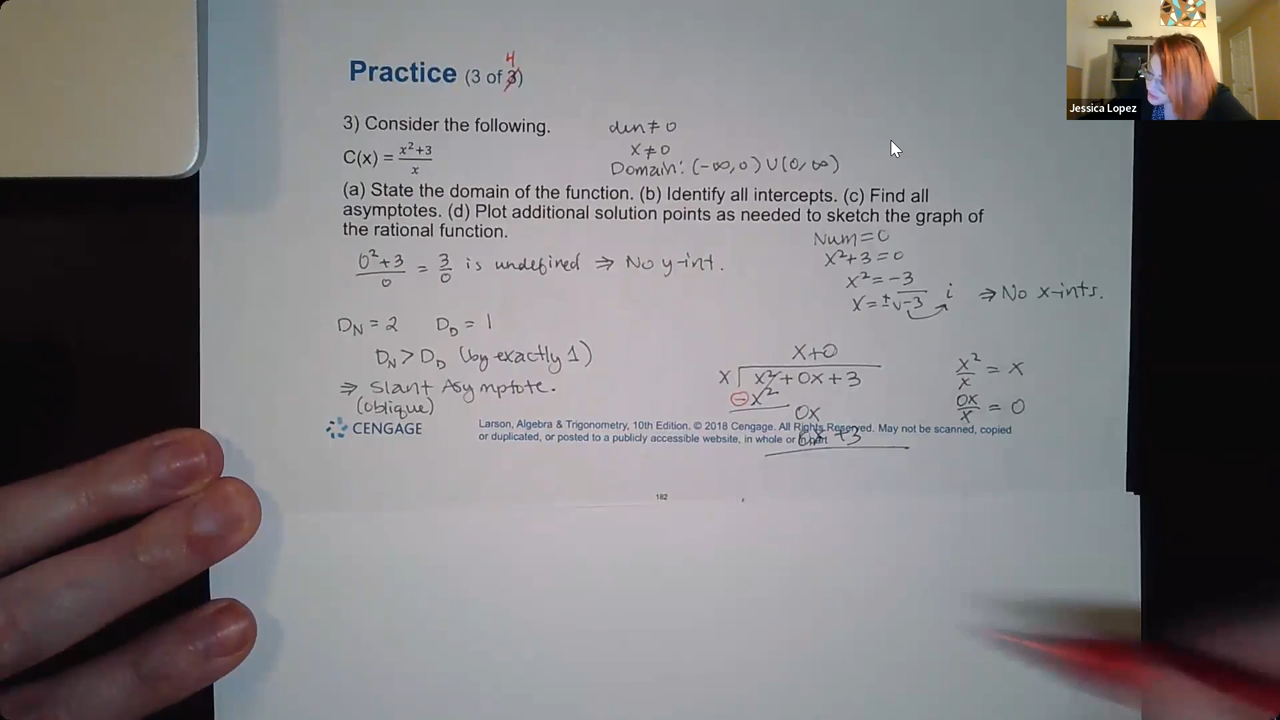 Jessica Lopez
Practice (3 of 3) 4
3) Consider the following.
den ≠ 0
C(x) = x²+3 / x
x ≠ 0
Domain: (-∞,0) ∪ (0,∞)
(a) State the domain of the function. (b) Identify all intercepts. (c) Find all
asymptotes. (d) Plot additional solution points as needed to sketch the graph of
the rational function.
Num = 0
x²+3 = 0
x² = -3
x = ±√-3 i ⇒ No x-ints.
0²+3 / 0 = 3/0 is undefined ⇒ No y-int.
D_N = 2 D_D = 1
D_N > D_D (by exactly 1)
⇒ Slant Asymptote.
(Oblique)
x+0
x x²+0x+3
-x²
0x
+3
x²/x = x
0x/x = 0
CENGAGE
Larson, Algebra & Trigonometry, 10th Edition, © 2018 Cengage. All Rights Reserved. May not be scanned, copied
or duplicated, or posted to a publicly accessible website, in whole or
182